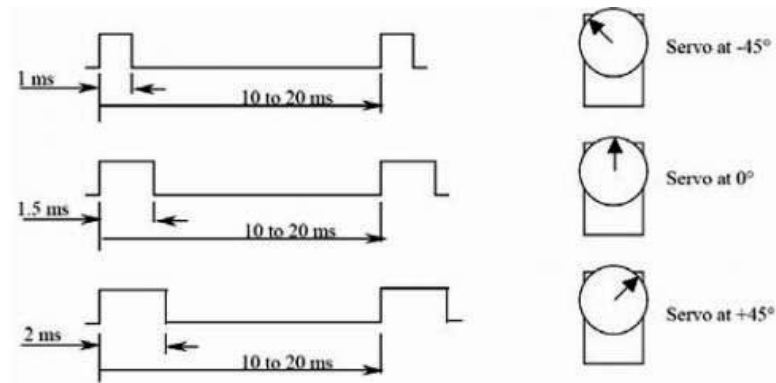 1 ms
10 to 20 ms
Servo at -45°
1.5 ms
10 to 20 ms
Servo at 0°
2 ms
10 to 20 ms
Servo at +45°